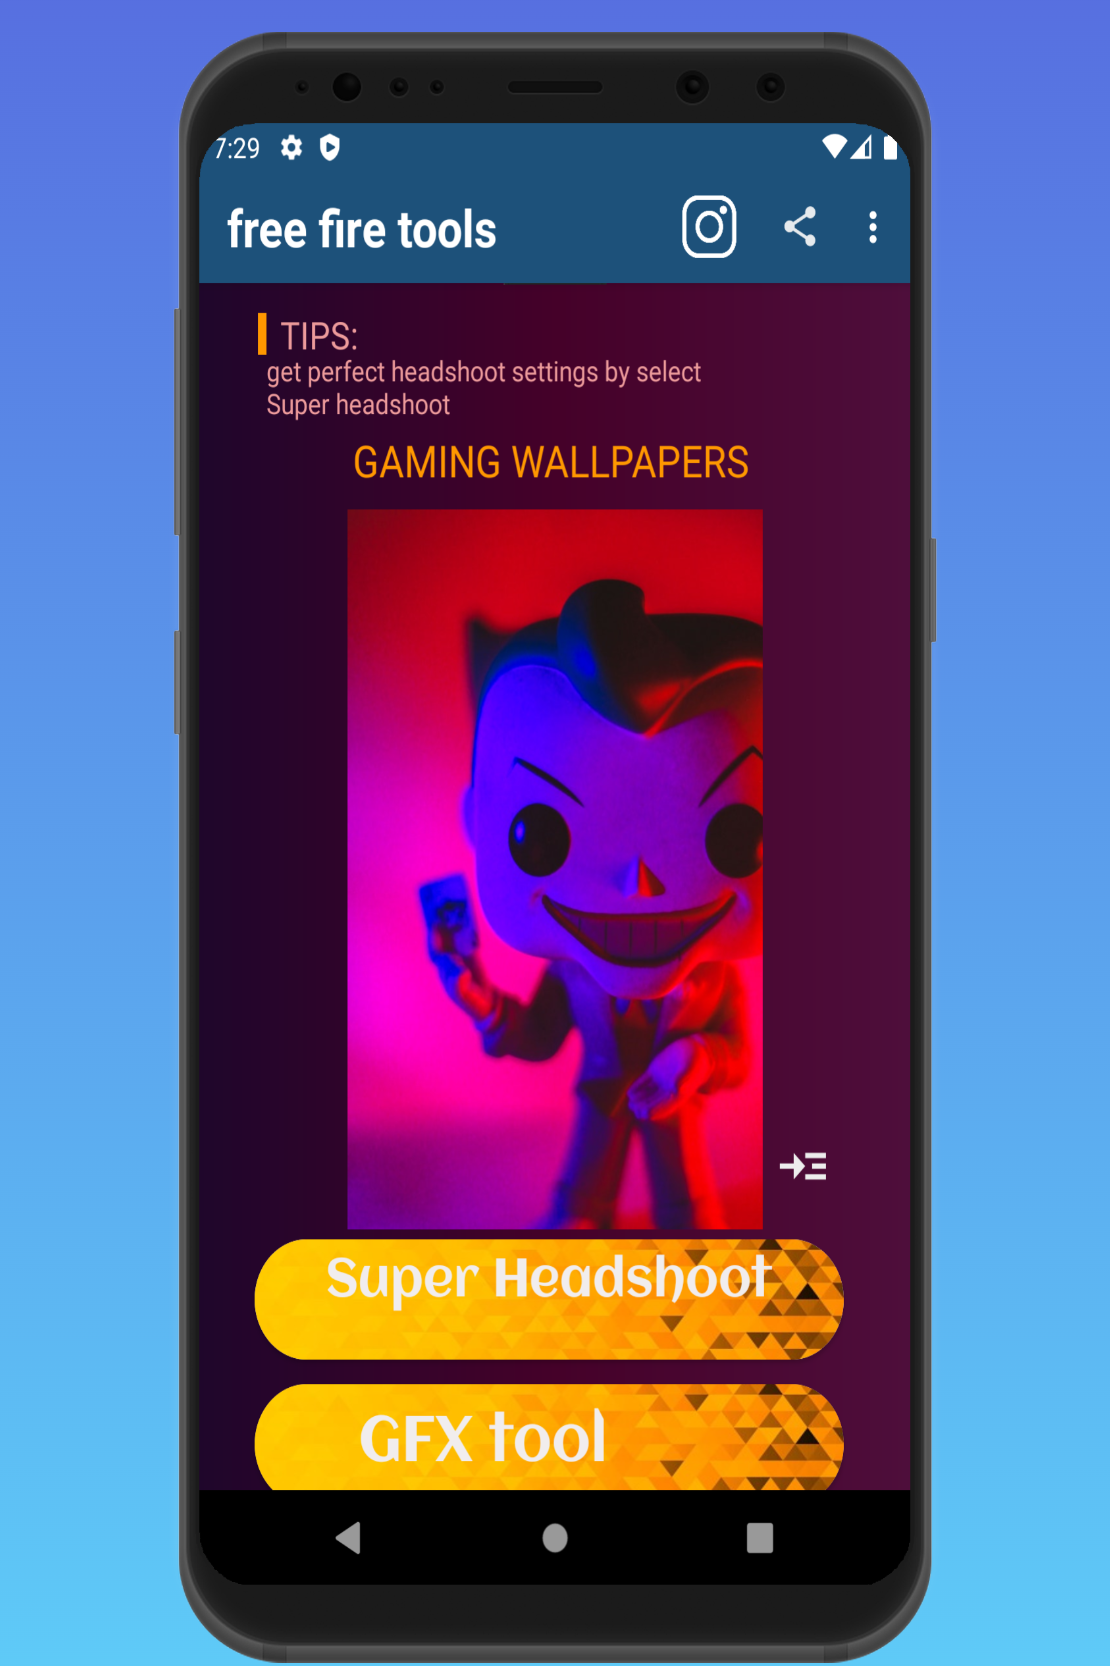 7:29
free fire tools
TIPS:
get perfect headshoot settings by select
Super headshoot
GAMING WALLPAPERS
Super Headshoot
GFX tool